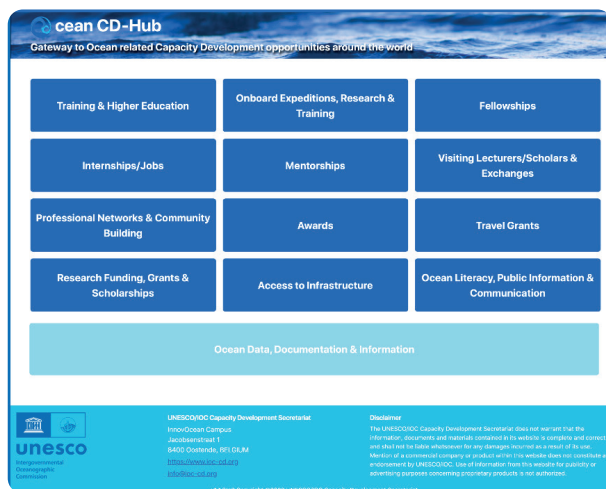 cean CD-Hub
Gateway to Ocean related Capacity Development opportunities around the world
Training & Higher Education
Onboard Expeditions, Research &
Training
Fellowships
Internships/Jobs
Mentorships
Visiting Lecturers/Scholars &
Exchanges
Professional Networks & Community
Building
Awards
Travel Grants
Research Funding, Grants &
Scholarships
Access to Infrastructure
Ocean Literacy, Public Information &
Communication
Ocean Data, Documentation & Information
unesco
Intergovernmental
Oceanographic
Commission
UNESCO/IOC Capacity Development Secretariat
InnovOcean Campus
Jacobsenstraat 1
8400 Oostende, BELGIUM
https://www.ioc-cd.org
info@ioc-cd.org
Disclaimer
The UNESCO/IOC Capacity Development Secretariat does not warrant that the
information, documents and materials contained in its website is complete and correct
and shall not be liable whatsoever for any damages incurred as a result of its use.
Mention of a commercial company or product within this website does not constitute a
endorsement by UNESCO/IOC. Use of information from this website for publicity or
advertising purposes concerning proprietary products is not authorized.